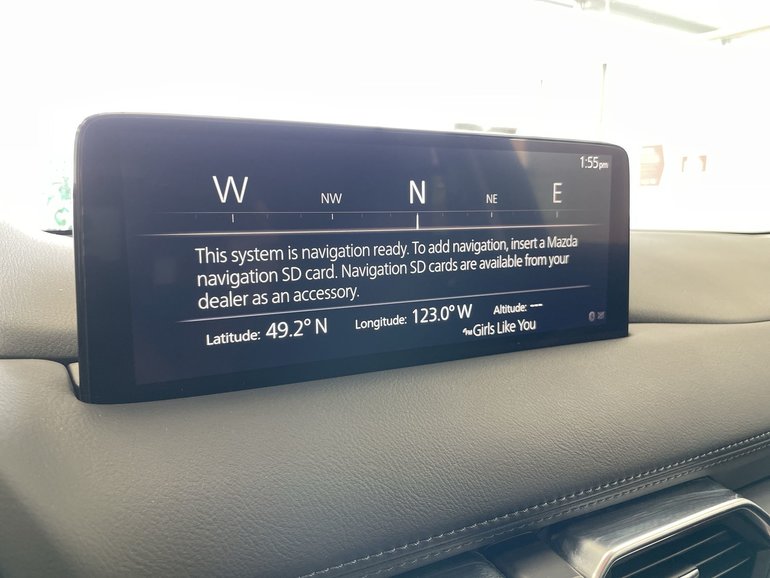 1:55pm
W NW N NE E
This system is navigation ready. To add navigation, insert a Mazda
navigation SD card. Navigation SD cards are available from your
dealer as an accessory.
Latitude: 49.2° N Longitude: 123.0° W Altitude: ----
FM Girls Like You